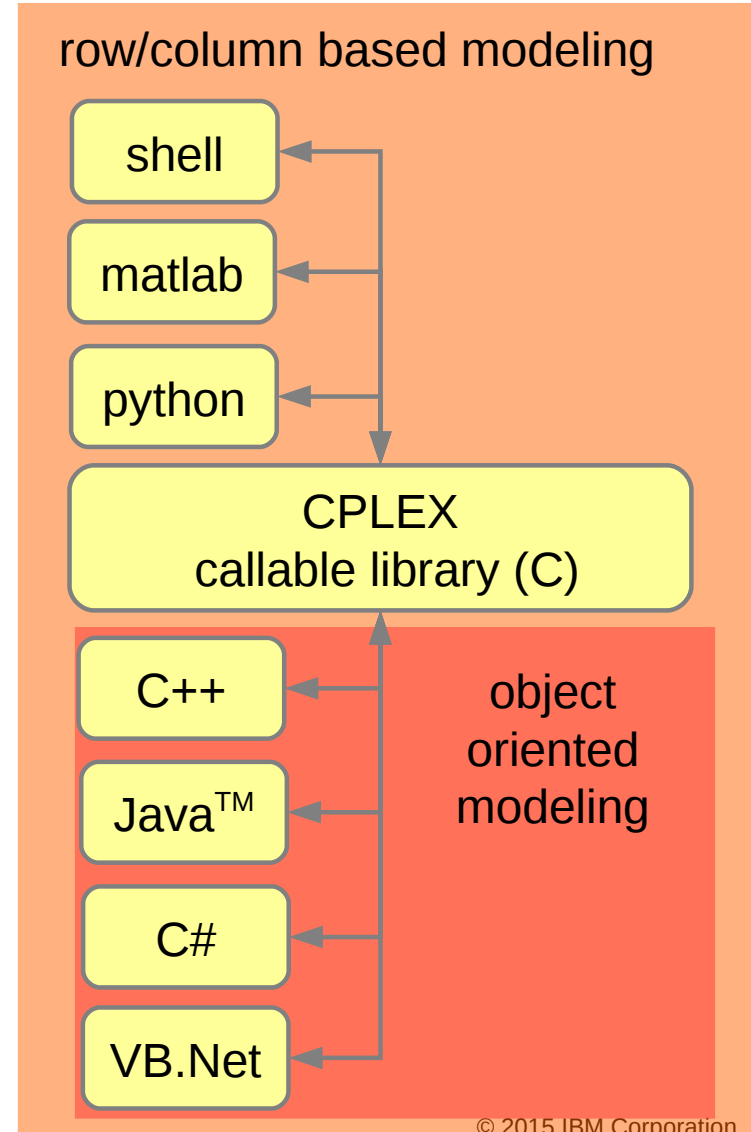 row/column based modeling
shell
matlab
python
CPLEX
callable library (C)
C++
object
oriented
modeling
Java™
C#
VB.Net
© 2015 IBM Corporation